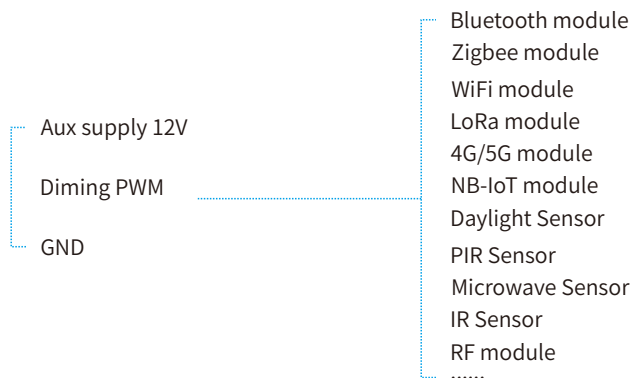 Aux supply 12V
Diming PWM
GND
Bluetooth module
Zigbee module
WiFi module
LoRa module
4G/5G module
NB-IoT module
Daylight Sensor
PIR Sensor
Microwave Sensor
IR Sensor
RF module
......